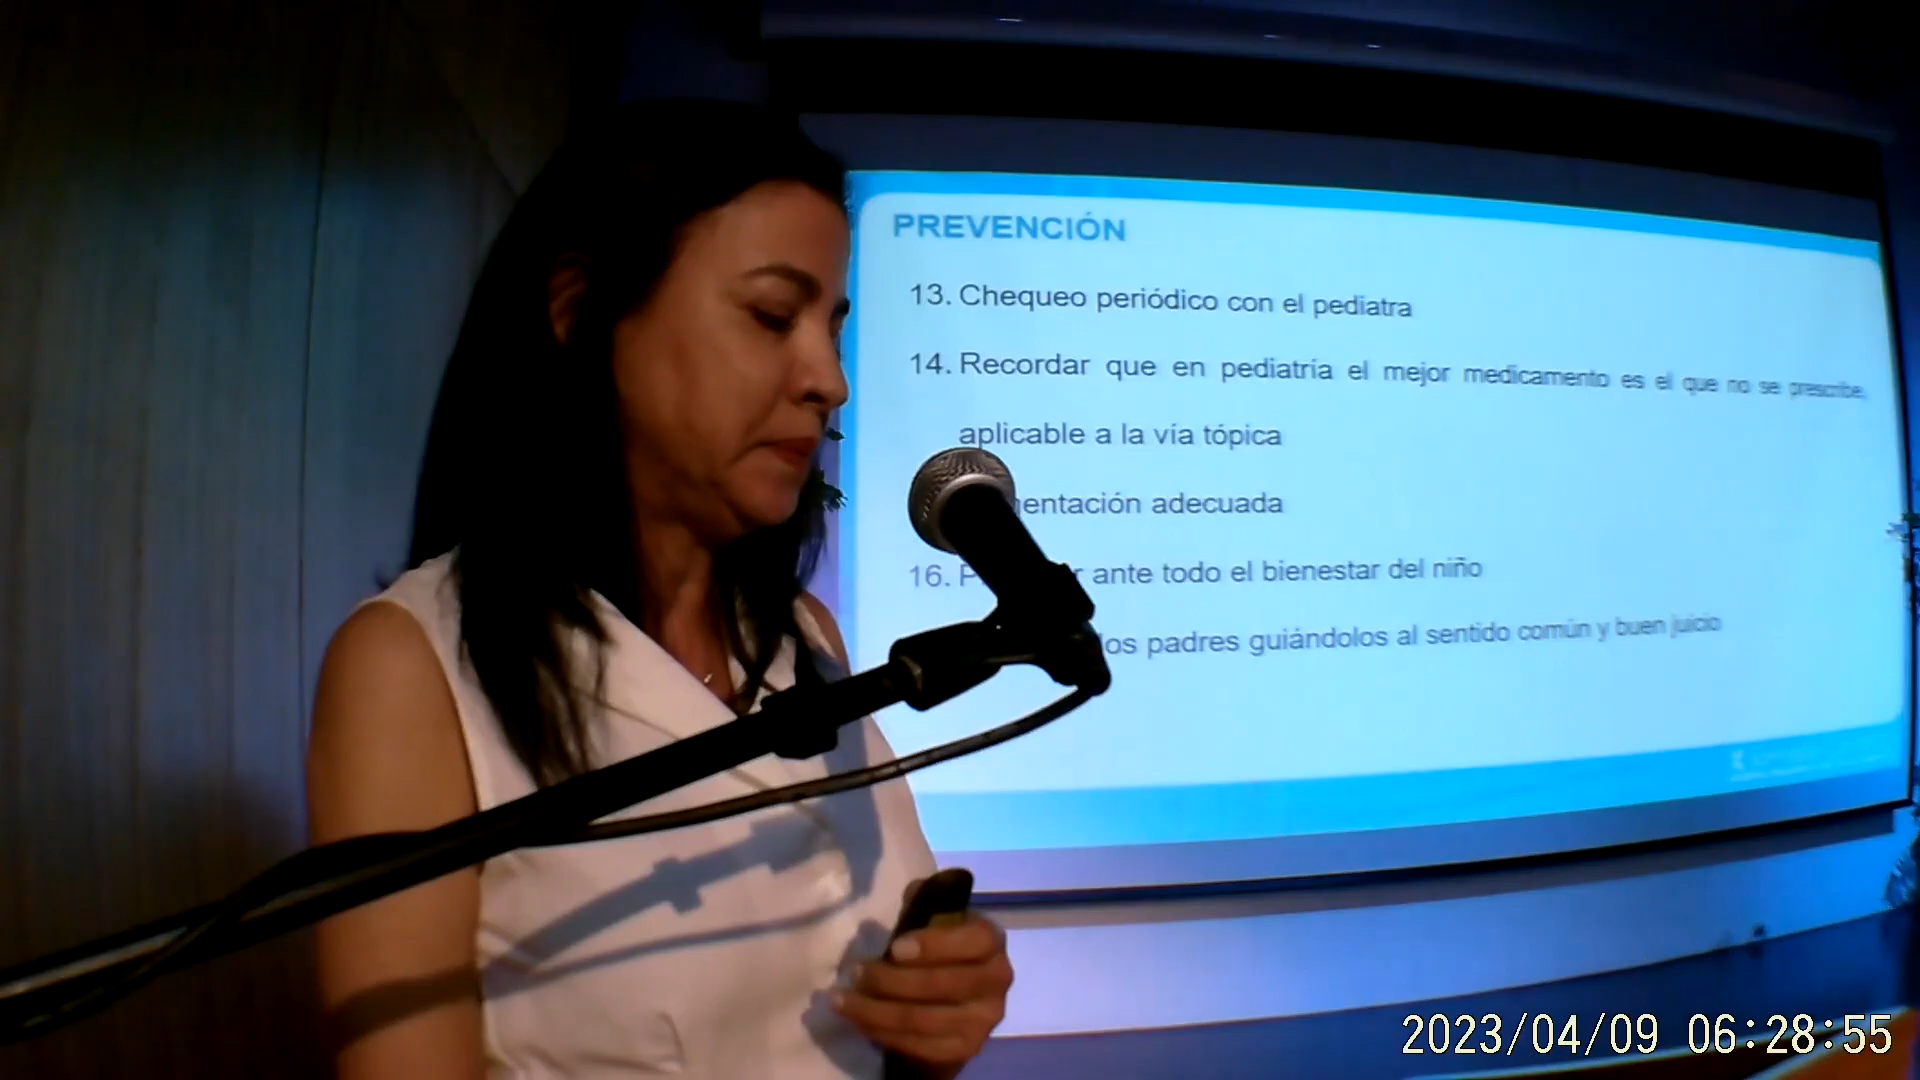 PREVENCIÓN
13. Chequeo periódico con el pediatra
14. Recordar que en pediatría el mejor medicamento es el que no se prescribe,
aplicable a la vía tópica
mentación adecuada
16. P r ante todo el bienestar del niño
los padres guiándolos al sentido común y buen juicio
2023/04/09 06:28:55